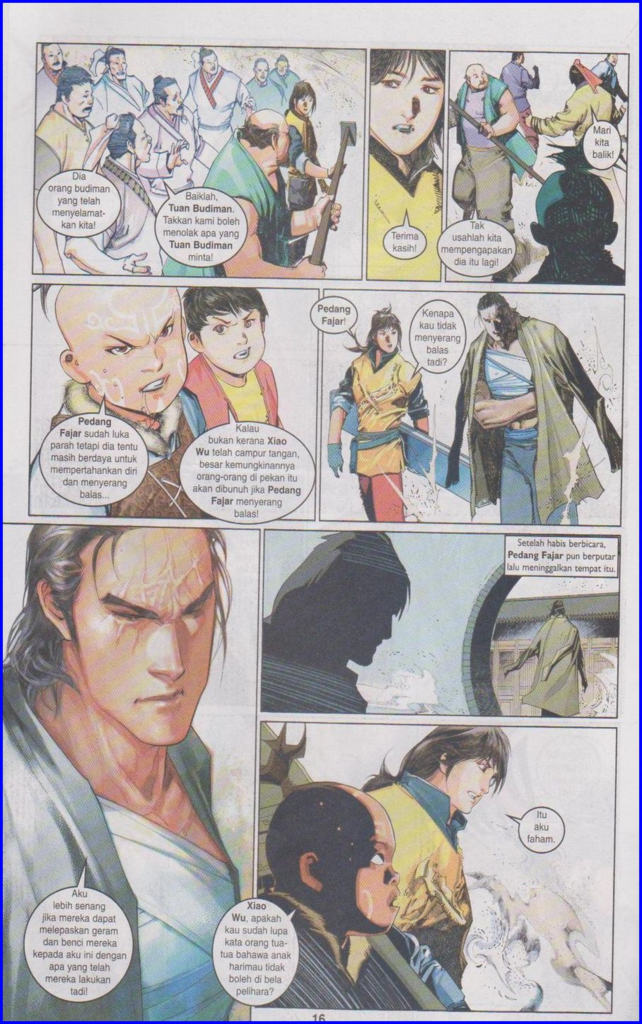 Dia
orang budiman
yang telah
menyelamat-
kan kita!
Baiklah,
Tuan Budiman.
Takkan kami boleh
menolak apa yang
Tuan Budiman
minta!
Terima
kasih!
Mari
kita
balik!
Tak
usahlah kita
mempengapakan
dia itu lagi!
Pedang
Fajar sudah luka
parah tetapi dia tentu
masih berdaya untuk
mempertahankan diri
dan menyerang
balas...
Kalau
bukan kerana Xiao
Wu telah campur tangan,
besar kemungkinannya
orang-orang di pekan itu
akan dibunuh jika Pedang
Fajar menyerang
balas!
Pedang
Fajar!
Kenapa
kau tidak
menyerang
balas
tadi?
Setelah habis berbicara,
Pedang Fajar pun berputar
lalu meninggalkan tempat itu.
Aku
lebih senang
jika mereka dapat
melepaskan geram
dan benci mereka
kepada aku ini dengan
apa yang telah
mereka lakukan
tadi!
Itu
aku
faham.
Xiao
Wu, apakah
kau sudah lupa
kata orang tua-
tua bahawa anak
harimau tidak
boleh di bela
pelihara?
16